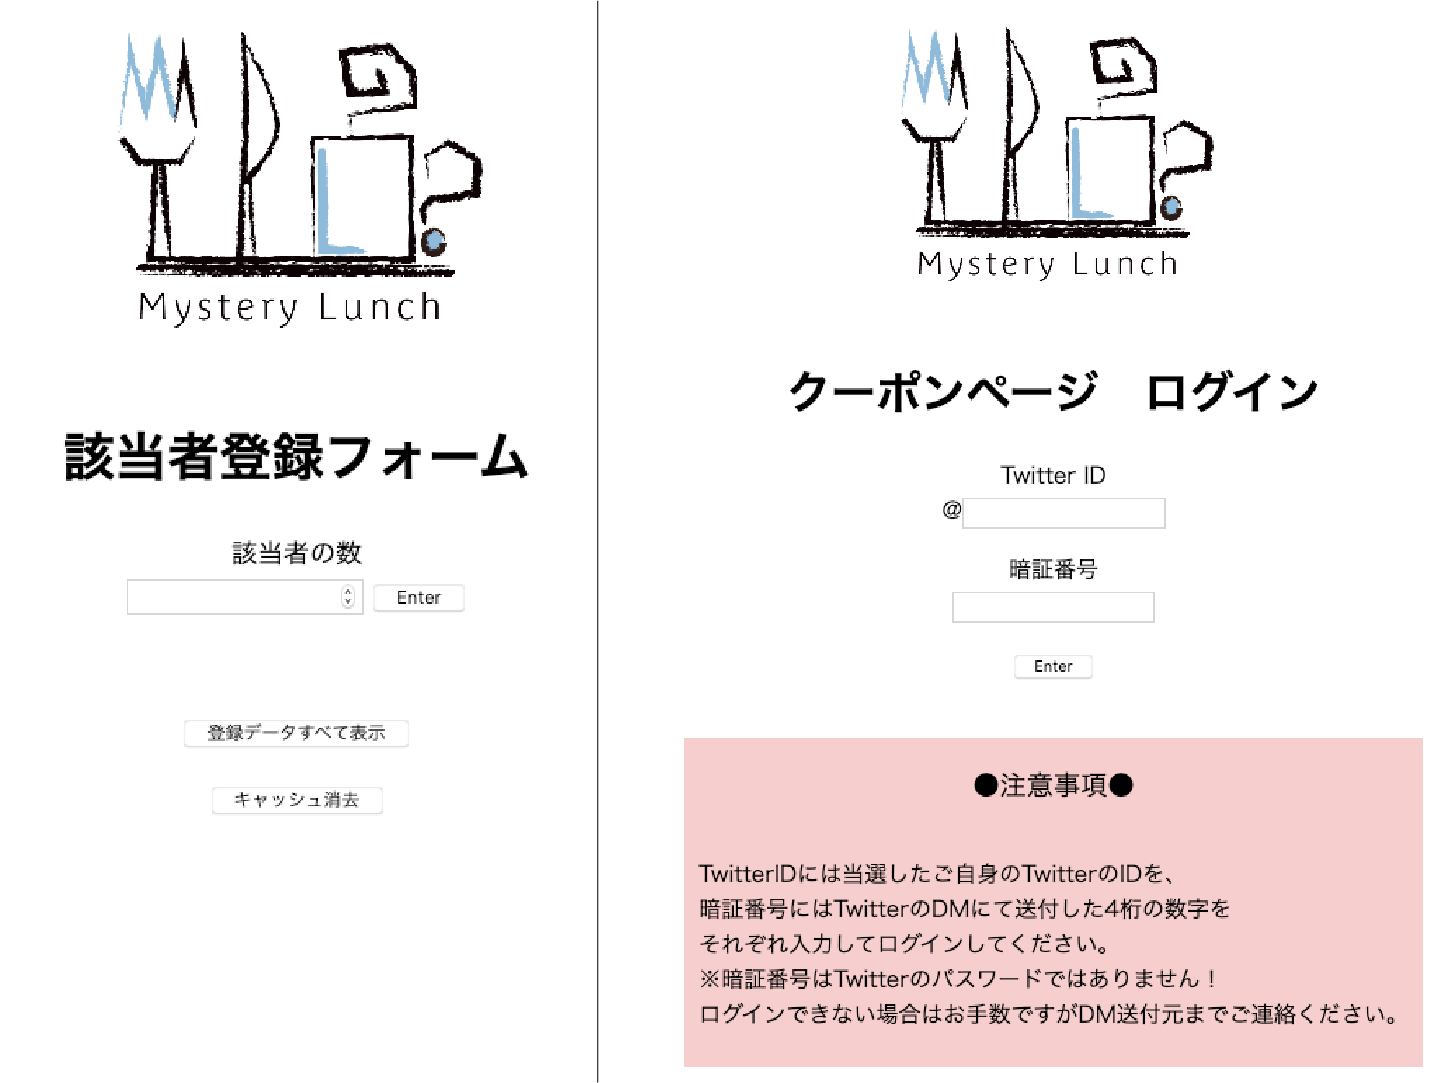 Mystery Lunch
該当者登録フォーム
該当者の数
Enter
登録データすべて表示
キャッシュ消去
Mystery Lunch
クーポンページ　ログイン
Twitter ID
@
暗証番号
Enter
●注意事項●
TwitterIDには当選したご自身のTwitterのIDを、
暗証番号にはTwitterのDMにて送付した4桁の数字を
それぞれ入力してログインしてください。
※暗証番号はTwitterのパスワードではありません！
ログインできない場合はお手数ですがDM送付元までご連絡ください。